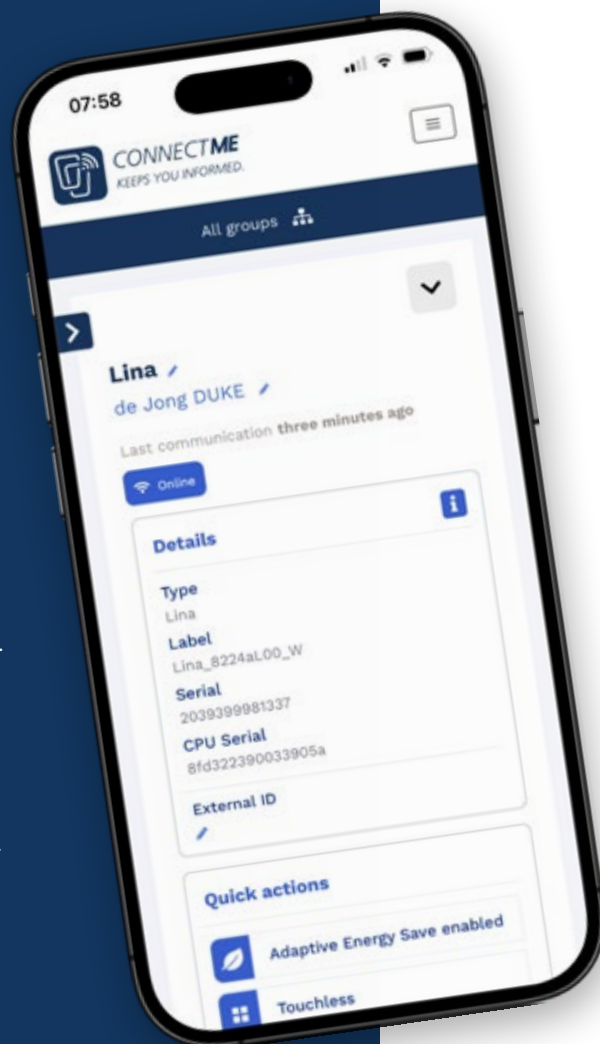 07:58
CONNECTME
KEEPS YOU INFORMED.
All groups
Lina
de Jong DUKE
Last communication three minutes ago
Online
Details
Type
Lina
Label
Lina_8224aL00_W
Serial
2039399981337
CPU Serial
8fd322390033905a
External ID
Quick actions
Adaptive Energy Save enabled
Touchless